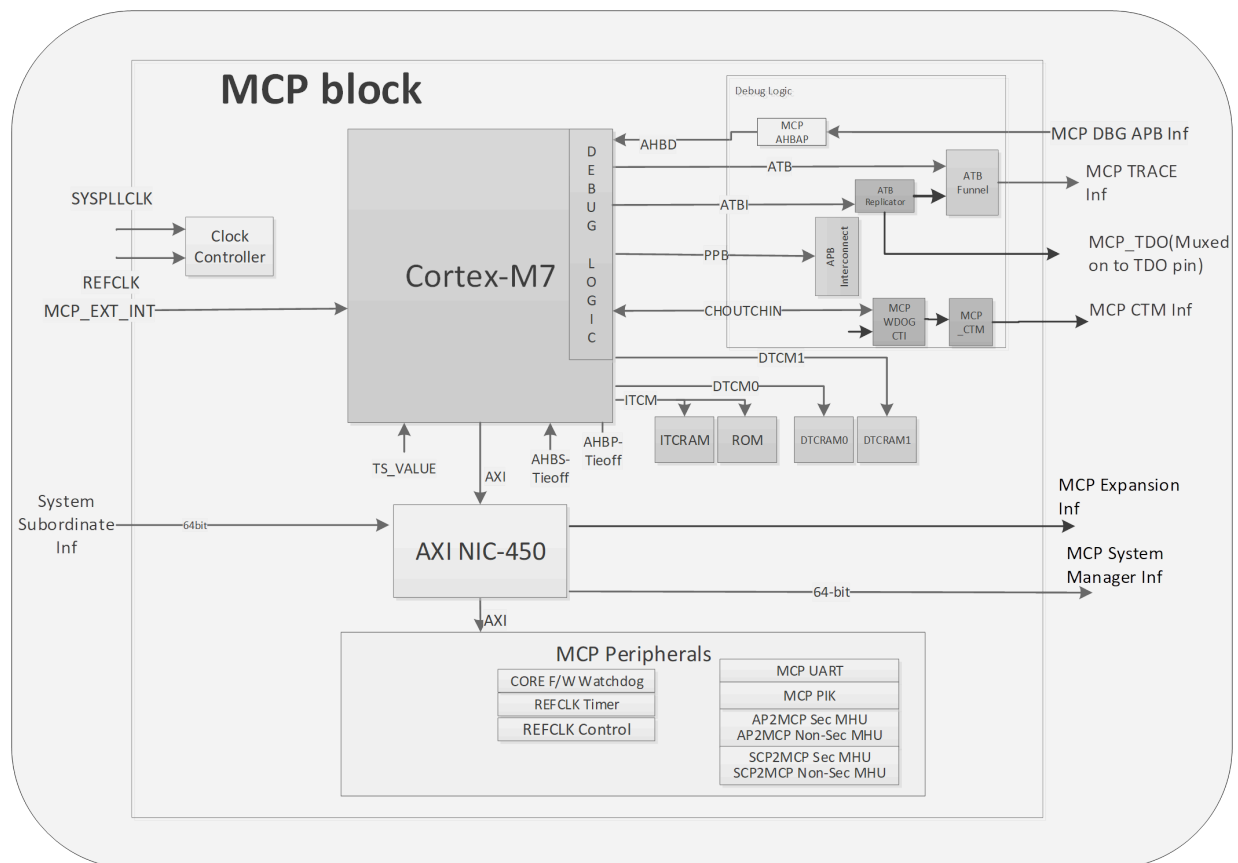 MCP block
Debug Logic
MCP
AHBAP
MCP DBG APB Inf
AHBD
D
E
B
U
G
L
O
G
I
C
ATB
ATB
Funnel
MCP TRACE
Inf
SYSPLLCLK
ATBI
ATB
Replicator
Clock
Controller
MCP_TDO(Muxed
on to TDO pin)
PPB
APB
Interconnect
Cortex-M7
REFCLK
MCP_EXT_INT
CHOUTCHIN
MCP
WDOG
CTI
MCP
_CTM
MCP CTM Inf
DTCM1
DTCM0
ITCM
ITCRAM
ROM
DTCRAM0
DTCRAM1
TS_VALUE
AXI
AHBS-
Tieoff
AHBP-
Tieoff
System
Subordinate
Inf
64bit
AXI NIC-450
MCP Expansion
Inf
MCP System
Manager Inf
64-bit
AXI
MCP Peripherals
CORE F/W Watchdog
REFCLK Timer
REFCLK Control
MCP UART
MCP PIK
AP2MCP Sec MHU
AP2MCP Non-Sec MHU
SCP2MCP Sec MHU
SCP2MCP Non-Sec MHU